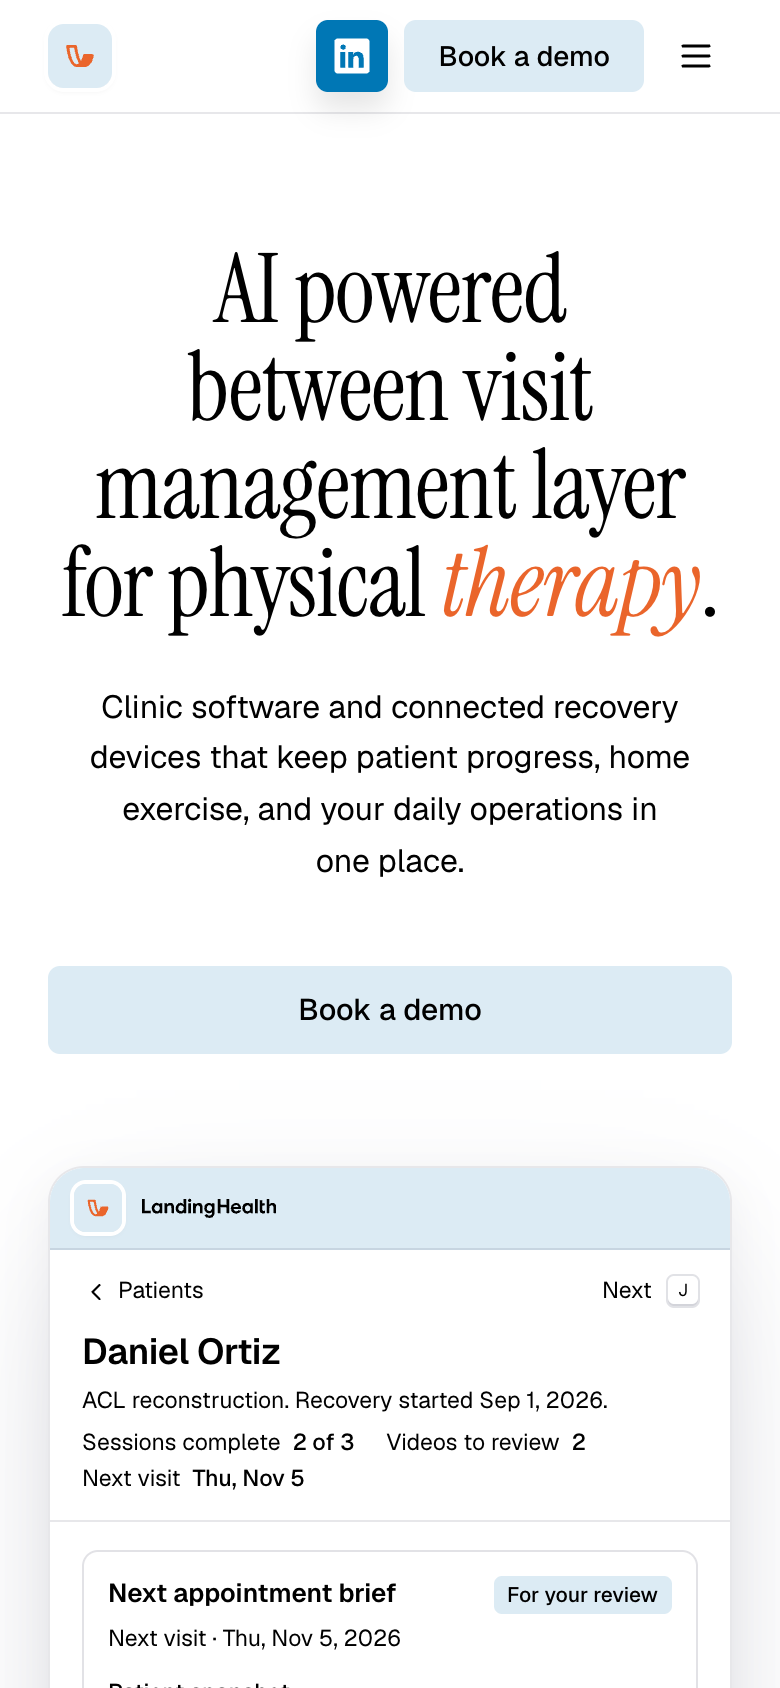 in Book a demo
AI powered
between visit
management layer
for physical therapy.
Clinic software and connected recovery
devices that keep patient progress, home
exercise, and your daily operations in
one place.
Book a demo
LandingHealth
Patients Next J
Daniel Ortiz
ACL reconstruction. Recovery started Sep 1, 2026.
Sessions complete 2 of 3 Videos to review 2
Next visit Thu, Nov 5
Next appointment brief For your review
Next visit · Thu, Nov 5, 2026